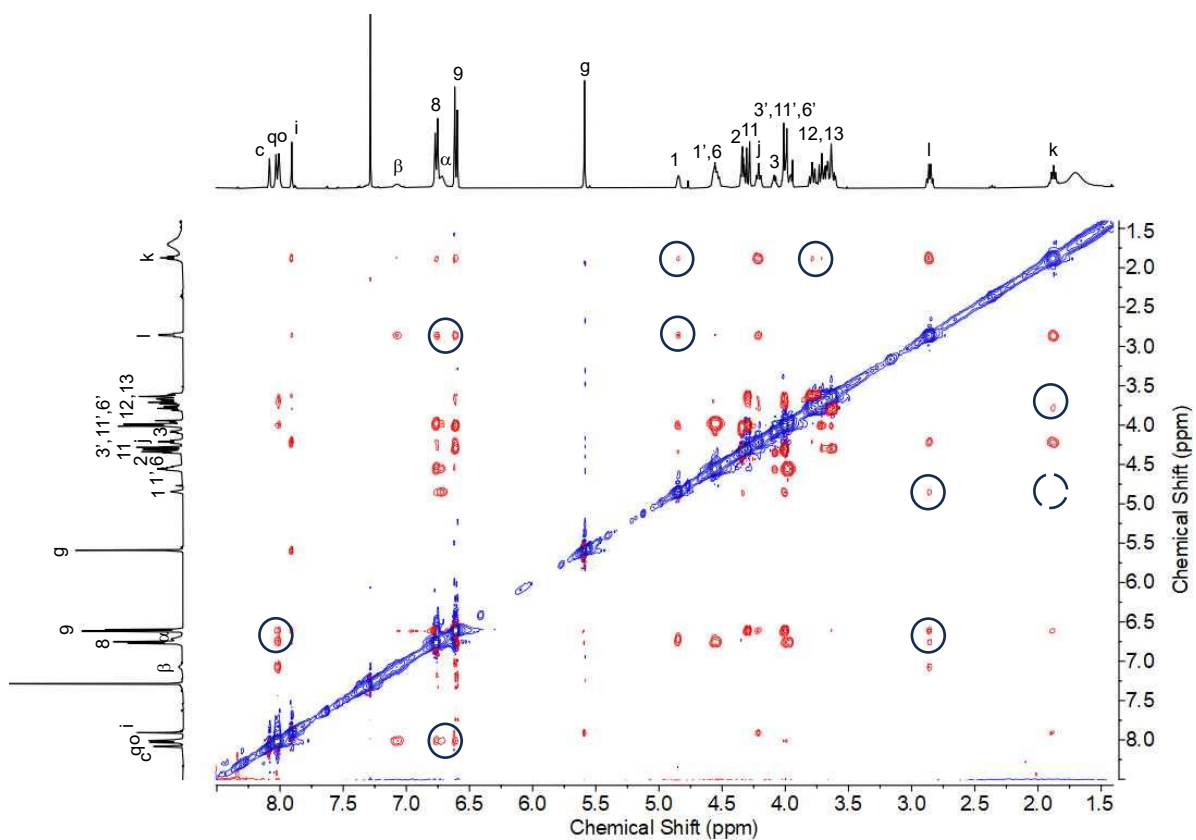 g
9
3',11',6'
8
2
11
12,13
qo
i
1',6
j
c
α
1
3
l
k
β
k
l
12,13
3',11',6'
3
j
11
2
1',6
1
g
9
α
8
β
i
qo
c
1.5
2.0
2.5
3.0
3.5
4.0
4.5
5.0
5.5
6.0
6.5
7.0
7.5
8.0
Chemical Shift (ppm)
8.0 7.5 7.0 6.5 6.0 5.5 5.0 4.5 4.0 3.5 3.0 2.5 2.0 1.5
Chemical Shift (ppm)